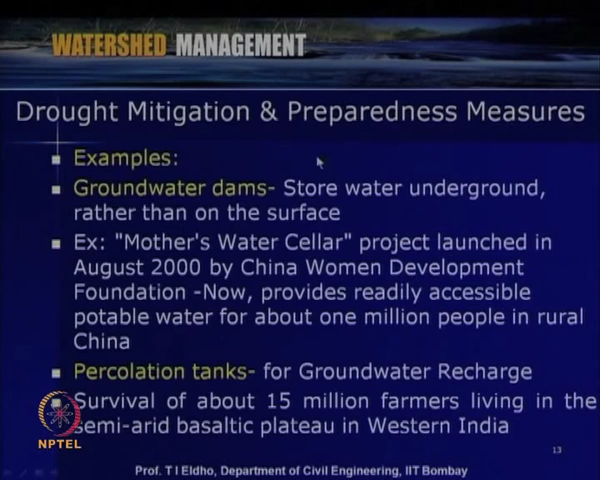 WATERSHED MANAGEMENT
Drought Mitigation & Preparedness Measures
Examples:
Groundwater dams- Store water underground,
rather than on the surface
Ex: "Mother's Water Cellar" project launched in
August 2000 by China Women Development
Foundation -Now, provides readily accessible
potable water for about one million people in rural
China
Percolation tanks- for Groundwater Recharge
Survival of about 15 million farmers living in the
semi-arid basaltic plateau in Western India
NPTEL
13
Prof. T I Eldho, Department of Civil Engineering, IIT Bombay